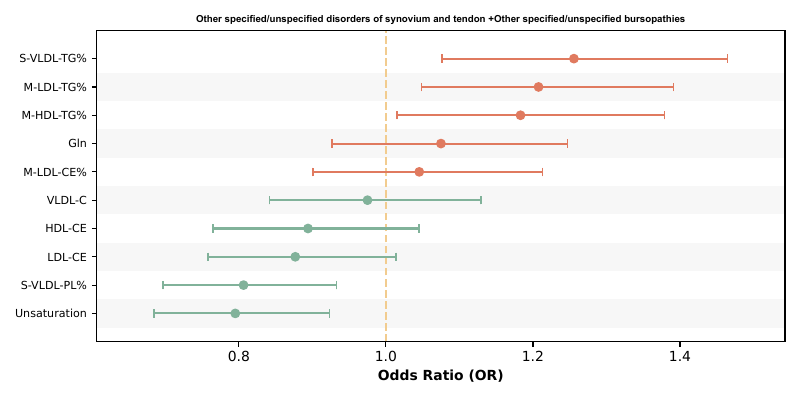 Other specified/unspecified disorders of synovium and tendon +Other specified/unspecified bursopathies
S-VLDL-TG%
M-LDL-TG%
M-HDL-TG%
Gln
M-LDL-CE%
VLDL-C
HDL-CE
LDL-CE
S-VLDL-PL%
Unsaturation
0.8 1.0 1.2 1.4
Odds Ratio (OR)